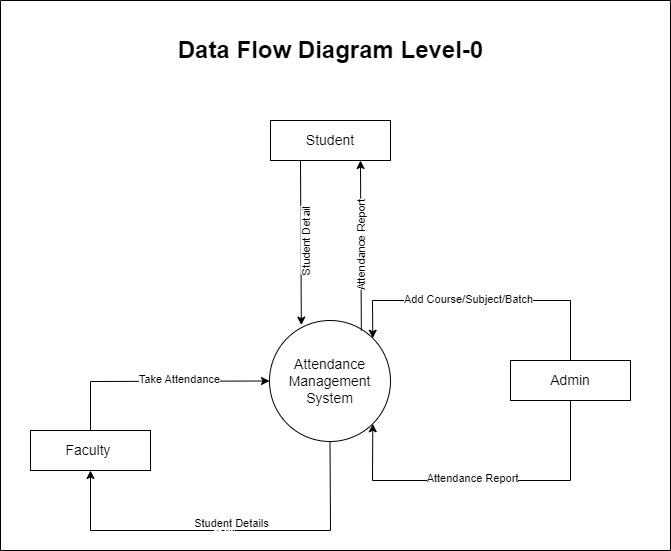 Data Flow Diagram Level-0
Student
Student Detail
Attendance Report
Add Course/Subject/Batch
Attendance
Management
System
Admin
Take Attendance
Faculty
Attendance Report
Student Details